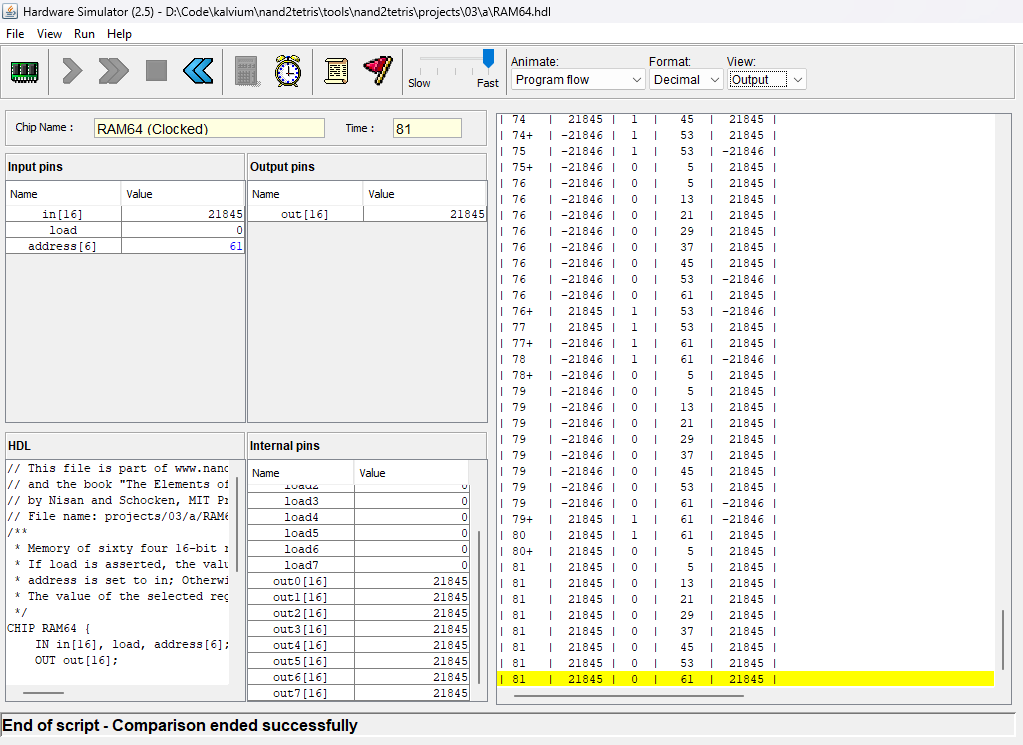 Hardware Simulator (2.5) - D:\Code\kalvium\nand2tetris\tools\nand2tetris\projects\03\a\RAM64.hdl
File View Run Help
Slow Fast
Animate: Format: View:
Program flow Decimal Output
Chip Name : RAM64 (Clocked) Time : 81
Input pins
Name Value
in[16] 21845
load 0
address[6] 61
Output pins
Name Value
out[16] 21845
HDL
// This file is part of www.nand
// and the book "The Elements of
// by Nisan and Schocken, MIT Pr
// File name: projects/03/a/RAM6
/**
* Memory of sixty four 16-bit r
* If load is asserted, the valu
* address is set to in; Otherwi
* The value of the selected reg
*/
CHIP RAM64 {
IN in[16], load, address[6];
OUT out[16];
Internal pins
Name Value
load2 0
load3 0
load4 0
load5 0
load6 0
load7 0
out0[16] 21845
out1[16] 21845
out2[16] 21845
out3[16] 21845
out4[16] 21845
out5[16] 21845
out6[16] 21845
out7[16] 21845
| 74 | 21845 | 1 | 45 | 21845 |
| 74+ | -21846 | 1 | 53 | 21845 |
| 75 | -21846 | 1 | 53 | -21846 |
| 75+ | -21846 | 0 | 5 | 21845 |
| 76 | -21846 | 0 | 5 | 21845 |
| 76 | -21846 | 0 | 13 | 21845 |
| 76 | -21846 | 0 | 21 | 21845 |
| 76 | -21846 | 0 | 29 | 21845 |
| 76 | -21846 | 0 | 37 | 21845 |
| 76 | -21846 | 0 | 45 | 21845 |
| 76 | -21846 | 0 | 53 | -21846 |
| 76 | -21846 | 0 | 61 | 21845 |
| 76+ | 21845 | 1 | 53 | -21846 |
| 77 | 21845 | 1 | 53 | 21845 |
| 77+ | -21846 | 1 | 61 | 21845 |
| 78 | -21846 | 1 | 61 | -21846 |
| 78+ | -21846 | 0 | 5 | 21845 |
| 79 | -21846 | 0 | 5 | 21845 |
| 79 | -21846 | 0 | 13 | 21845 |
| 79 | -21846 | 0 | 21 | 21845 |
| 79 | -21846 | 0 | 29 | 21845 |
| 79 | -21846 | 0 | 37 | 21845 |
| 79 | -21846 | 0 | 45 | 21845 |
| 79 | -21846 | 0 | 53 | 21845 |
| 79 | -21846 | 0 | 61 | -21846 |
| 79+ | 21845 | 1 | 61 | -21846 |
| 80 | 21845 | 1 | 61 | 21845 |
| 80+ | 21845 | 0 | 5 | 21845 |
| 81 | 21845 | 0 | 5 | 21845 |
| 81 | 21845 | 0 | 13 | 21845 |
| 81 | 21845 | 0 | 21 | 21845 |
| 81 | 21845 | 0 | 29 | 21845 |
| 81 | 21845 | 0 | 37 | 21845 |
| 81 | 21845 | 0 | 45 | 21845 |
| 81 | 21845 | 0 | 53 | 21845 |
| 81 | 21845 | 0 | 61 | 21845 |
End of script - Comparison ended successfully